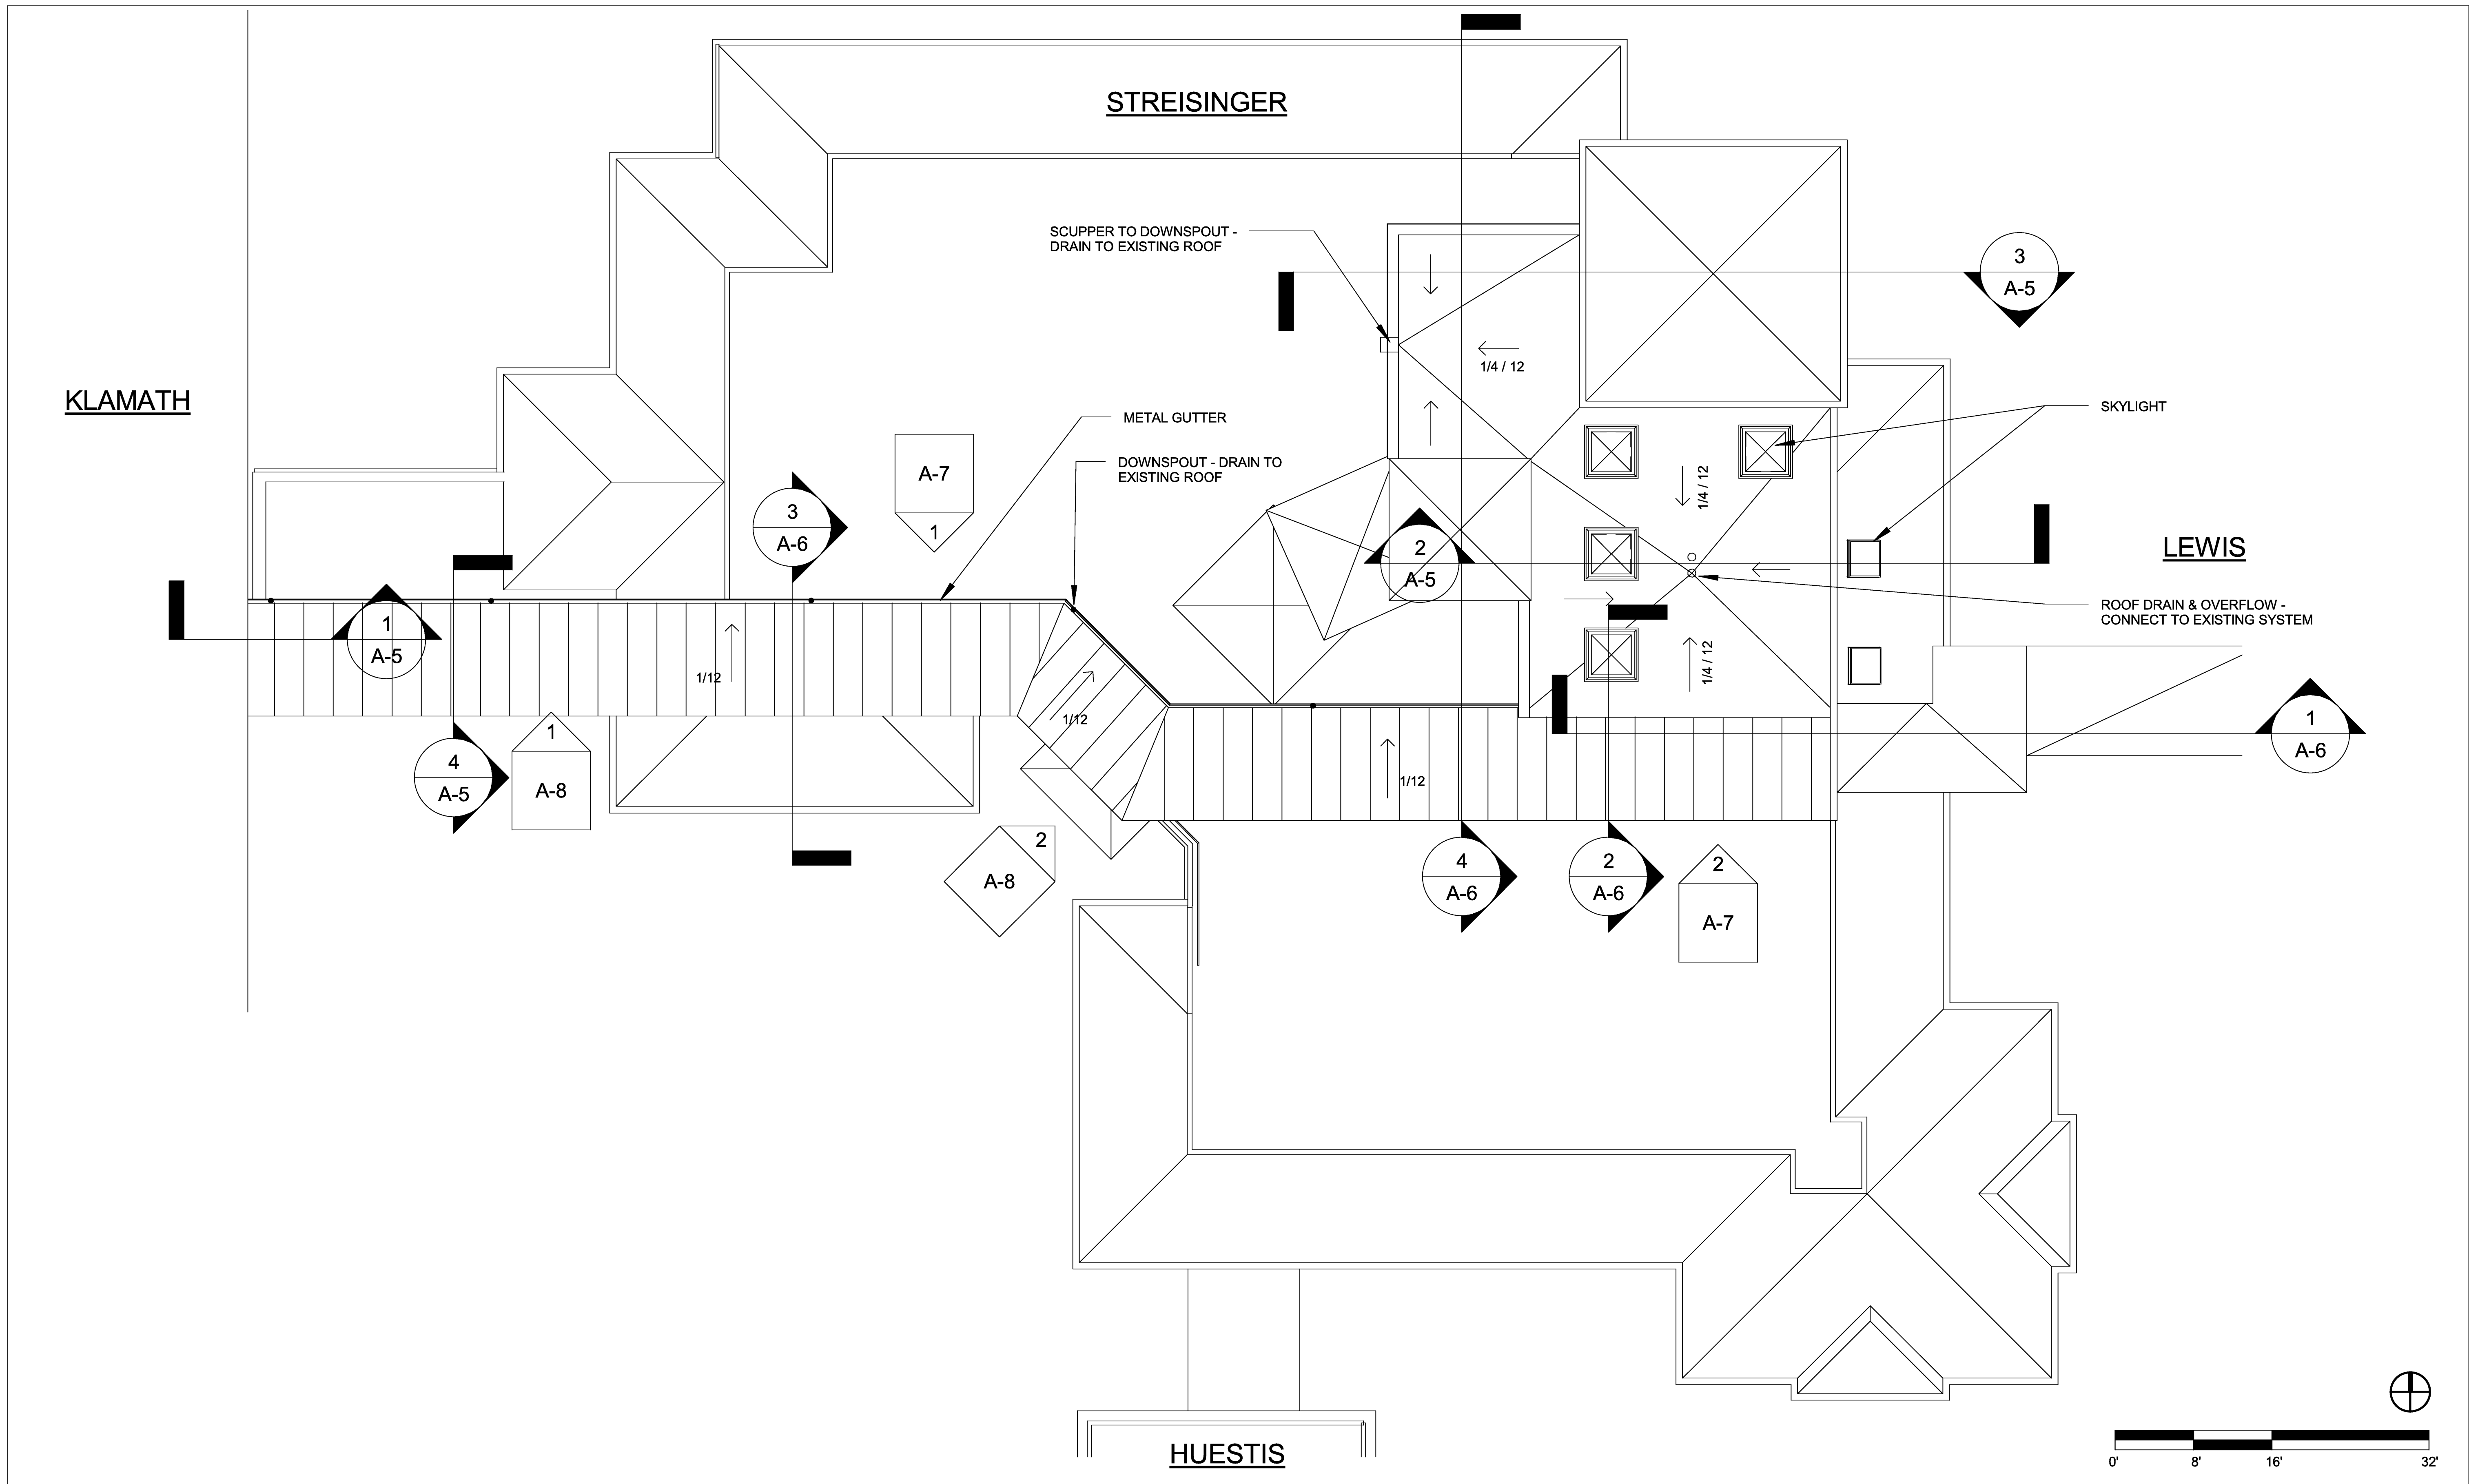 STREISINGER
SCUPPER TO DOWNSPOUT -
DRAIN TO EXISTING ROOF
3
A-5
1/4 / 12
KLAMATH
METAL GUTTER
SKYLIGHT
DOWNSPOUT - DRAIN TO
EXISTING ROOF
A-7
1
3
A-6
1/4 / 12
2
A-5
LEWIS
ROOF DRAIN & OVERFLOW -
CONNECT TO EXISTING SYSTEM
1
A-5
1/12
1/4 / 12
1/12
1
A-6
1
A-8
4
A-5
1/12
2
A-8
4
A-6
2
A-6
2
A-7
HUESTIS
0'
8'
16'
32'